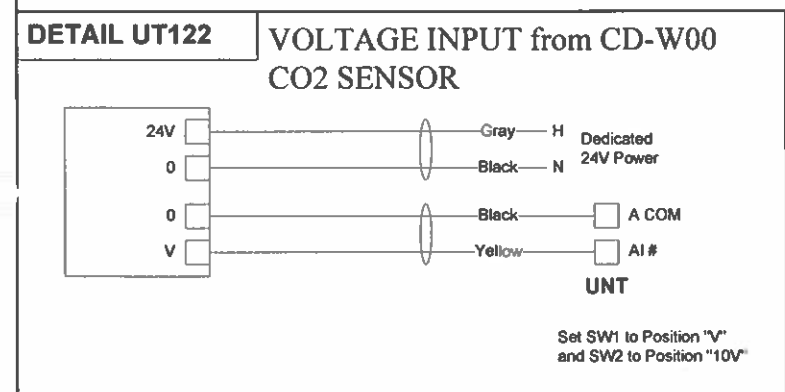 DETAIL UT122
VOLTAGE INPUT from CD-W00
CO2 SENSOR
24V Gray H
0 Black N
Dedicated
24V Power
0 Black A COM
V Yellow AI #
UNT
Set SW1 to Position "V"
and SW2 to Position "10V"